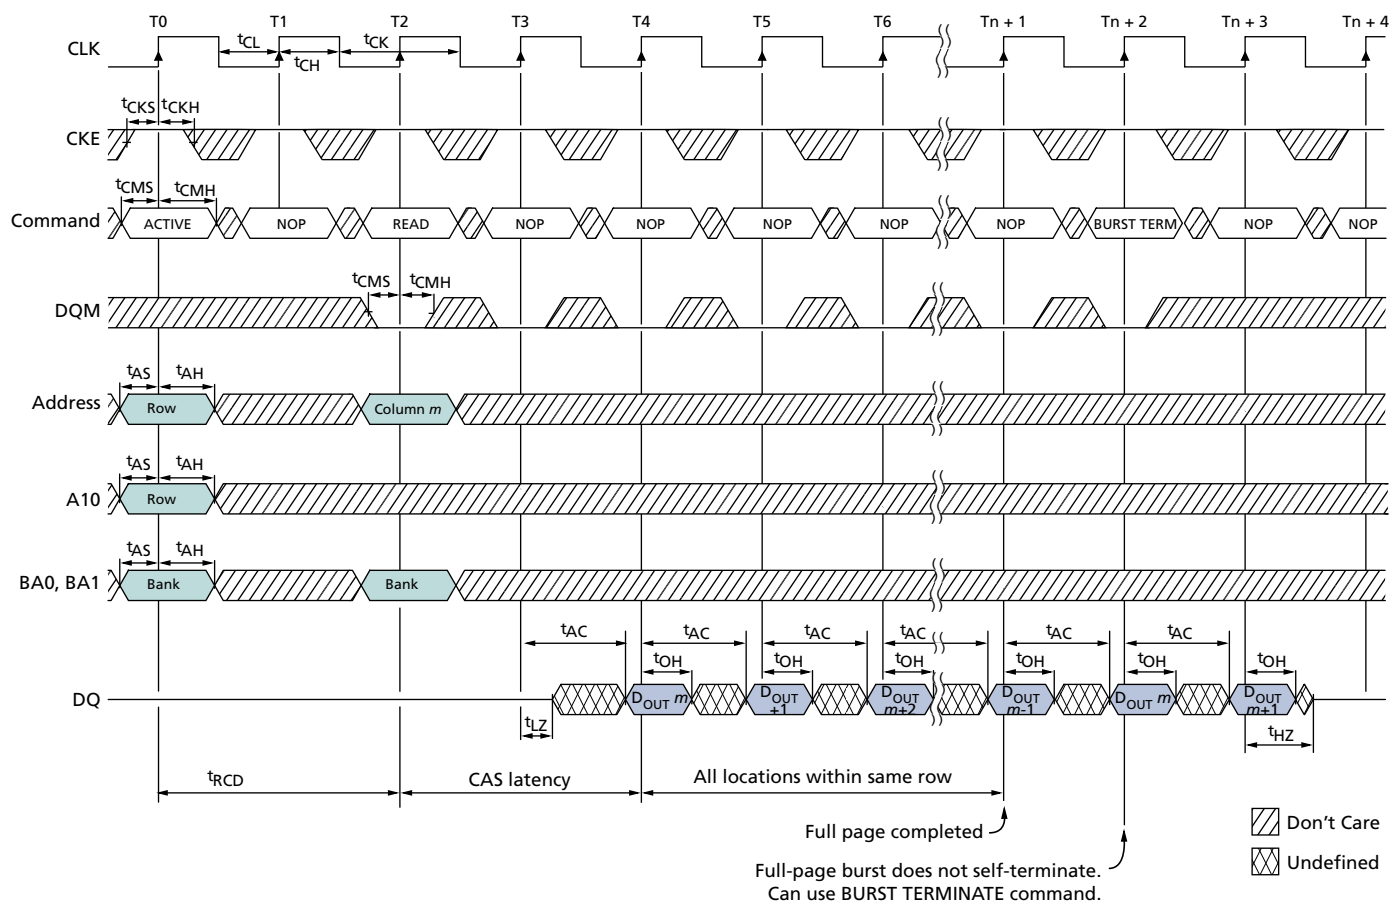 T0 T1 T2 T3 T4 T5 T6 Tn + 1 Tn + 2 Tn + 3 Tn + 4
CLK tCL tCK
tCH
tCKS tCKH
CKE
tCMS tCMH
Command ACTIVE NOP READ NOP NOP NOP NOP NOP BURST TERM NOP NOP
tCMS tCMH
DQM
tAS tAH
Address Row Column m
tAS tAH
A10 Row
tAS tAH
BA0, BA1 Bank Bank
tAC tAC tAC tAC tAC tAC
tOH tOH tOH tOH tOH tOH
DQ DOUT m DOUT +1 DOUT m+2 DOUT m-1 DOUT m DOUT m+1
tLZ tHZ
tRCD CAS latency All locations within same row
Full page completed
Don't Care
Full-page burst does not self-terminate.
Can use BURST TERMINATE command.
Undefined